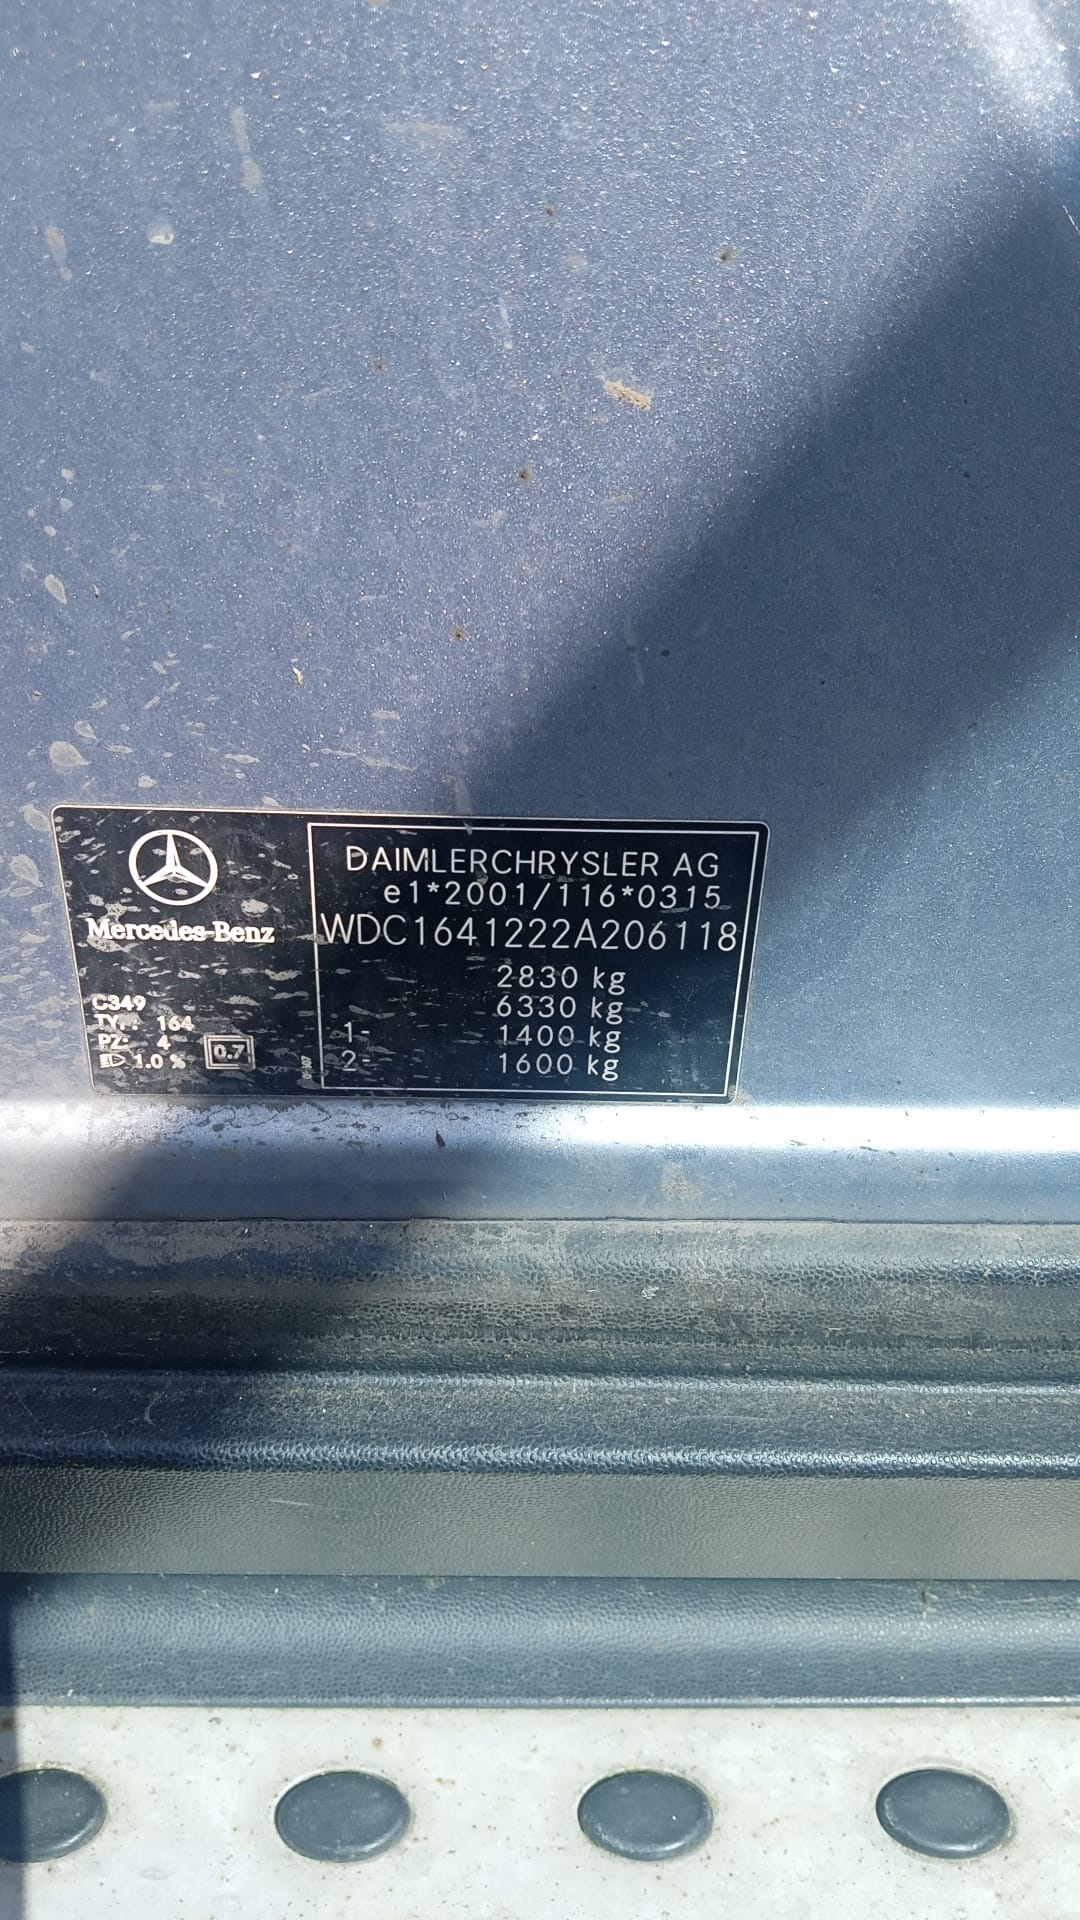 Mercedes-Benz
DAIMLERCHRYSLER AG
e1*2001/116*0315
WDC1641222A206118
2830 kg
6330 kg
1- 1400 kg
2- 1600 kg
C349
TYP: 164
PZ: 4
1.0 %
0.7